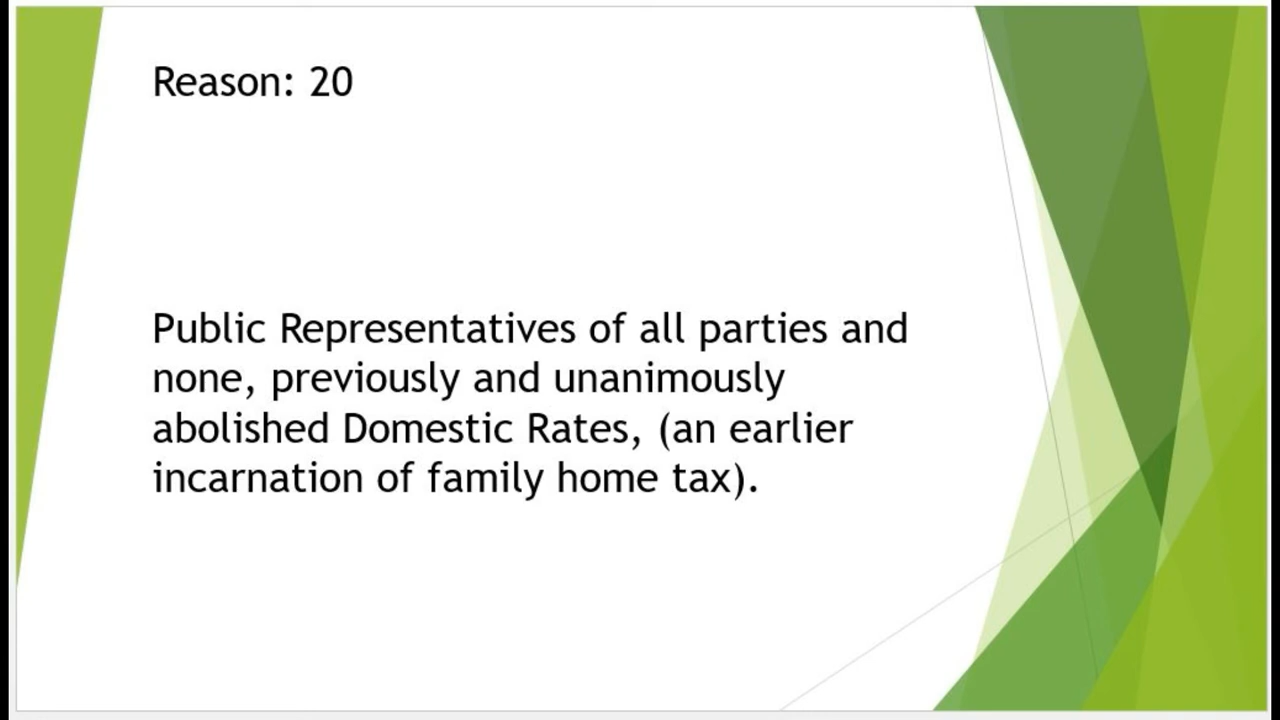 Reason: 20
Public Representatives of all parties and
none, previously and unanimously
abolished Domestic Rates, (an earlier
incarnation of family home tax).